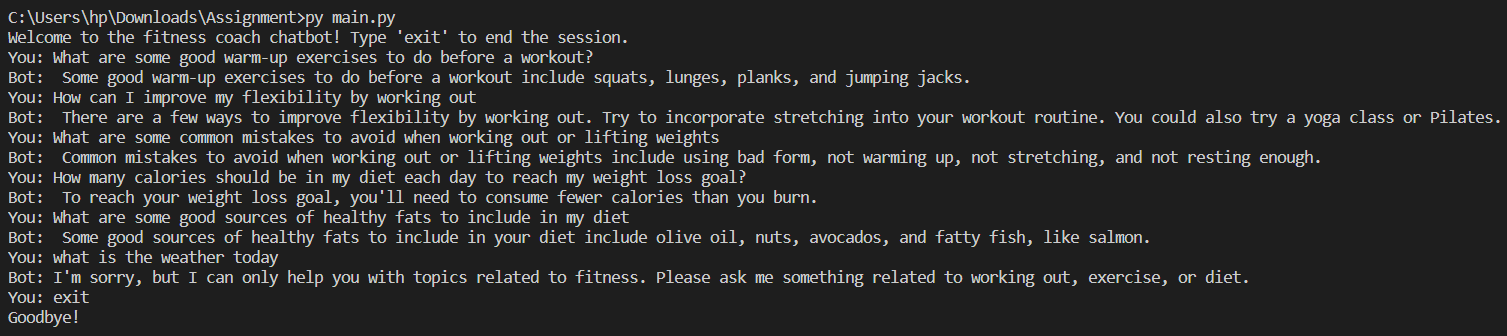 C:\Users\hp\Downloads\Assignment>py main.py
Welcome to the fitness coach chatbot! Type 'exit' to end the session.
You: What are some good warm-up exercises to do before a workout?
Bot:  Some good warm-up exercises to do before a workout include squats, lunges, planks, and jumping jacks.
You: How can I improve my flexibility by working out
Bot:  There are a few ways to improve flexibility by working out. Try to incorporate stretching into your workout routine. You could also try a yoga class or Pilates.
You: What are some common mistakes to avoid when working out or lifting weights
Bot:  Common mistakes to avoid when working out or lifting weights include using bad form, not warming up, not stretching, and not resting enough.
You: How many calories should be in my diet each day to reach my weight loss goal?
Bot:  To reach your weight loss goal, you'll need to consume fewer calories than you burn.
You: What are some good sources of healthy fats to include in my diet
Bot:  Some good sources of healthy fats to include in your diet include olive oil, nuts, avocados, and fatty fish, like salmon.
You: what is the weather today
Bot: I'm sorry, but I can only help you with topics related to fitness. Please ask me something related to working out, exercise, or diet.
You: exit
Goodbye!